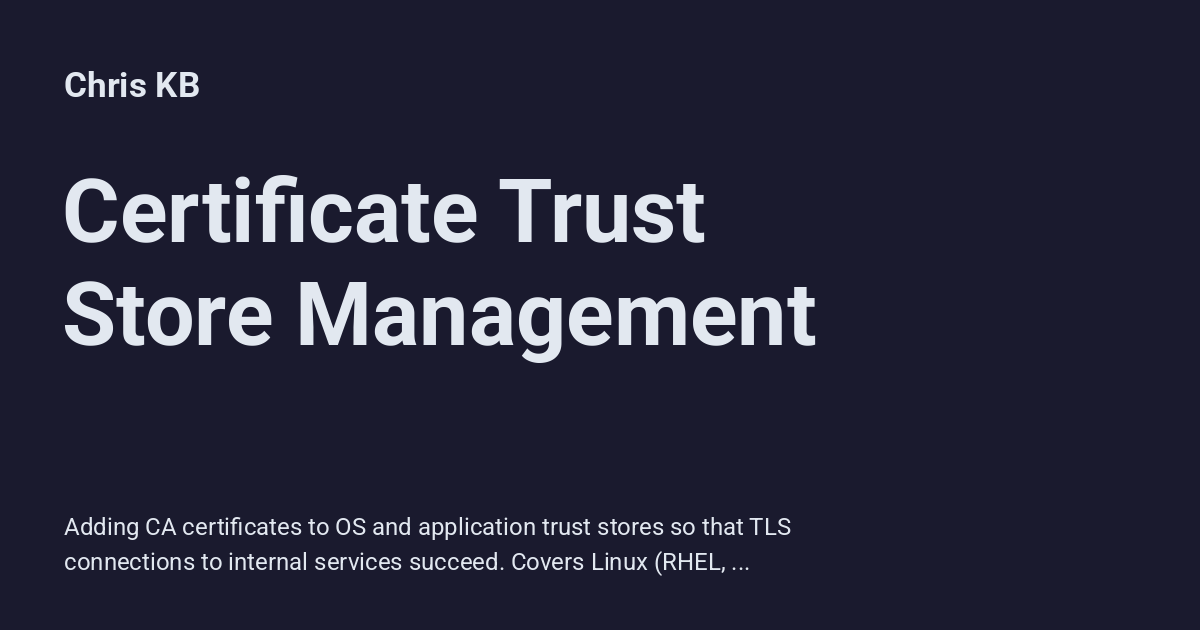 Chris KB
Certificate Trust
Store Management
Adding CA certificates to OS and application trust stores so that TLS
connections to internal services succeed. Covers Linux (RHEL, ...